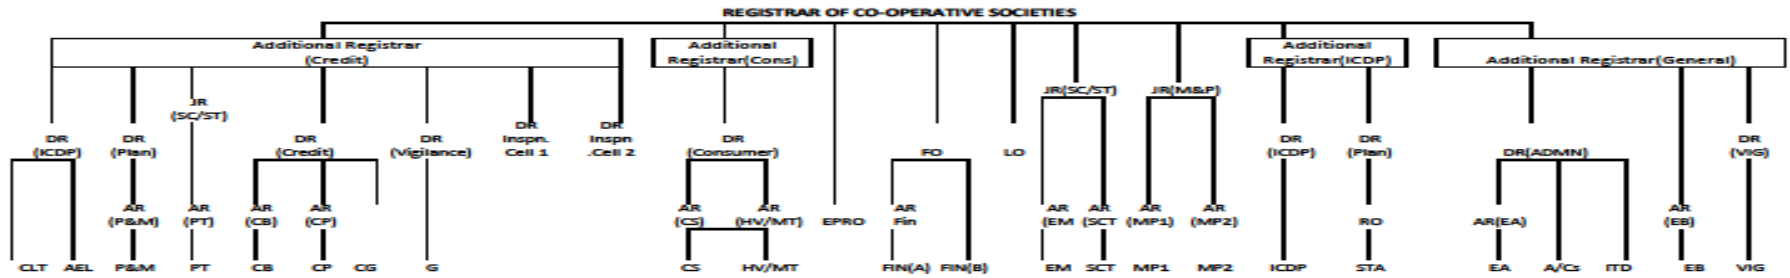 REGISTRAR OF CO-OPERATIVE SOCIETIES
Additional Registrar
(Credit)
Additional
Registrar(Cons)
Additional
Registrar(ICDP)
Additional Registrar(General)
JR
(SC/ST)
JR(SC/ST)
JR(M&P)
DR
(ICDP)
DR
(Plan)
DR
(Credit)
DR
(Vigilance)
DR
Inspn.
Cell 1
DR
Inspn
.Cell 2
DR
(Consumer)
FO
LO
DR
(ICDP)
DR
(Plan)
DR(ADMN)
DR
(VIG)
AR
(P&M)
AR
(PT)
AR
(CB)
AR
(CP)
AR
(CS)
AR
(HV/MT)
EPRO
AR
Fin
AR
(EM
AR
(SCT
AR
(MP1)
AR
(MP2)
RO
AR(EA)
AR
(EB)
CLT AEL P&M PT CB CP CG G CS HV/MT FIN(A) FIN(B) EM SCT MP1 MP2 ICDP STA EA A/Cs ITD EB VIG